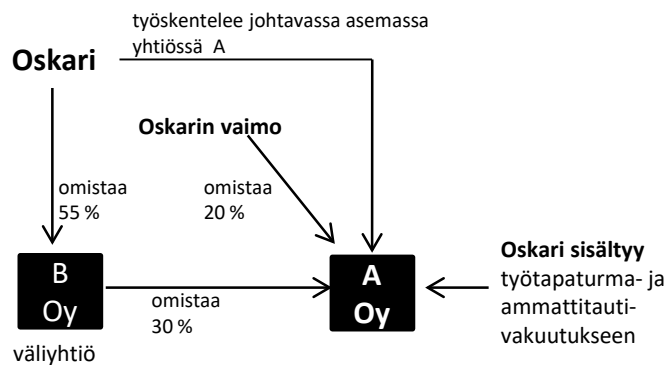 työskentelee johtavassa asemassa
yhtiössä A
Oskari
Oskarin vaimo
omistaa
55 %
omistaa
20 %
B
Oy
väliyhtiö
omistaa
30 %
A
Oy
Oskari sisältyy
työtapaturma- ja
ammattitauti-
vakuutukseen